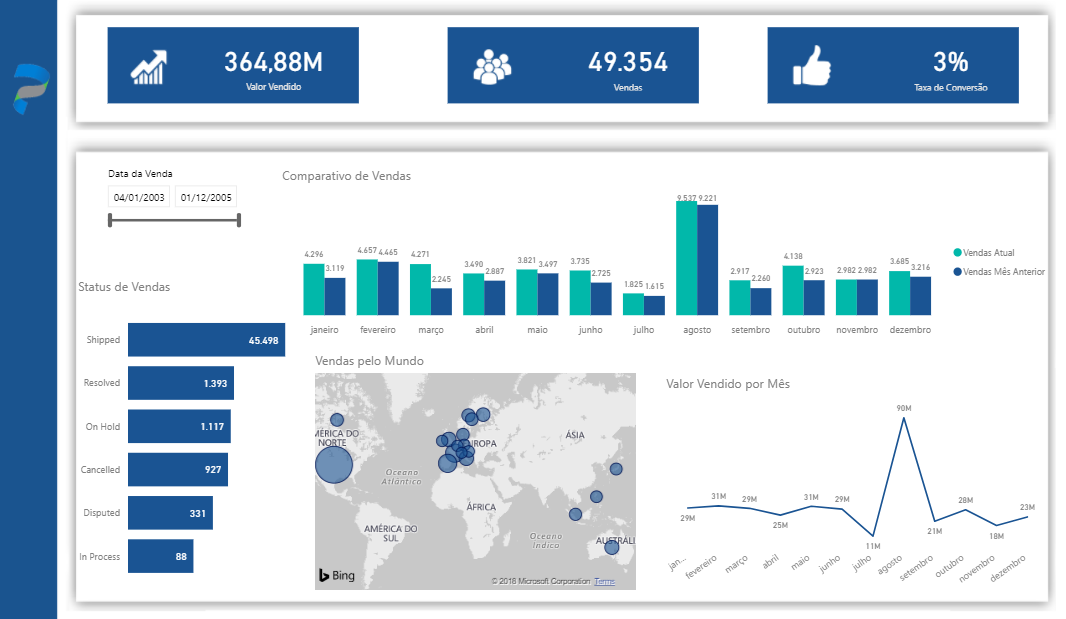 364,88M
Valor Vendido
49.354
Vendas
3%
Taxa de Conversão
Data da Venda
04/01/2003 01/12/2005
Comparativo de Vendas
4.296 3.119 4.657 4.465 4.271 2.245 3.490 2.887 3.821 3.497 3.735 2.725 1.825 1.615 9.537 9.221 2.917 2.260 4.138 2.923 2.982 2.982 3.685 3.216
janeiro fevereiro março abril maio junho julho agosto setembro outubro novembro dezembro
Vendas Atual
Vendas Mês Anterior
Status de Vendas
Shipped 45.498
Resolved 1.393
On Hold 1.117
Cancelled 927
Disputed 331
In Process 88
Vendas pelo Mundo
AMÉRICA DO
NORTE
UROPA
ÁSIA
Oceano
Atlântico
ÁFRICA
AMÉRICA DO
SUL
Oceano
Índico
AUSTRÁLI
Bing
© 2018 Microsoft Corporation Terms
Valor Vendido por Mês
29M 31M 29M 25M 31M 29M 11M 90M 21M 28M 18M 23M
jan... fevereiro março abril maio junho julho agosto setembro outubro novembro dezembro